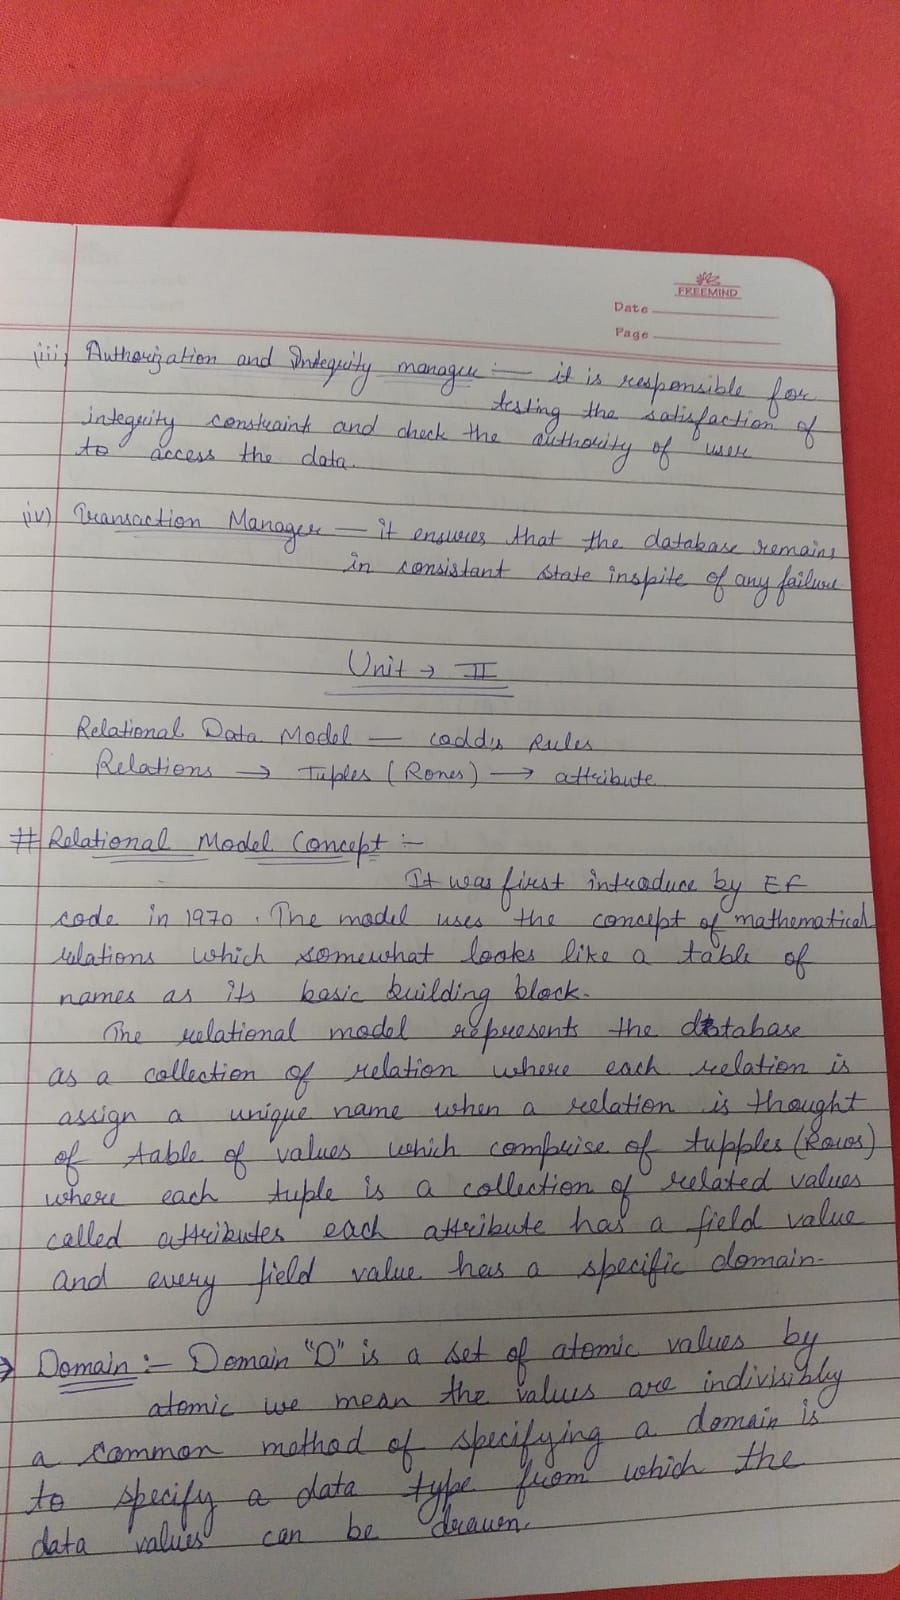 FREEMIND
Date
Page
(iii) Authorization and Integrity manager :— it is responsible for
testing the satisfaction of
integrity constraint and check the authority of user
to access the data.
(iv) Transaction Manager — it ensures that the database remains
in consistant state inspite of any failure
Unit → II
Relational Data Model — coddy's Rules
Relations → Tuples (Rones) → attribute
# Relational Model Concept :—
It was first introduce by EF
code in 1970. The model uses the concept of mathematical
relations which somewhat looks like a table of
names as its basic building block.
The relational model represents the database
as a collection of relation where each relation is
assign a unique name when a relation is thought
of table of values which comprise of tupples (Rows)
where each tuple is a collection of related values
called attributes each attribute has a field value
and every field value has a specific domain.
→ Domain :— Domain "D" is a set of atomic values by
atomic we mean the values are indivisibly
a common method of specifying a domain is
to specify a data type from which the
data values can be drawn.